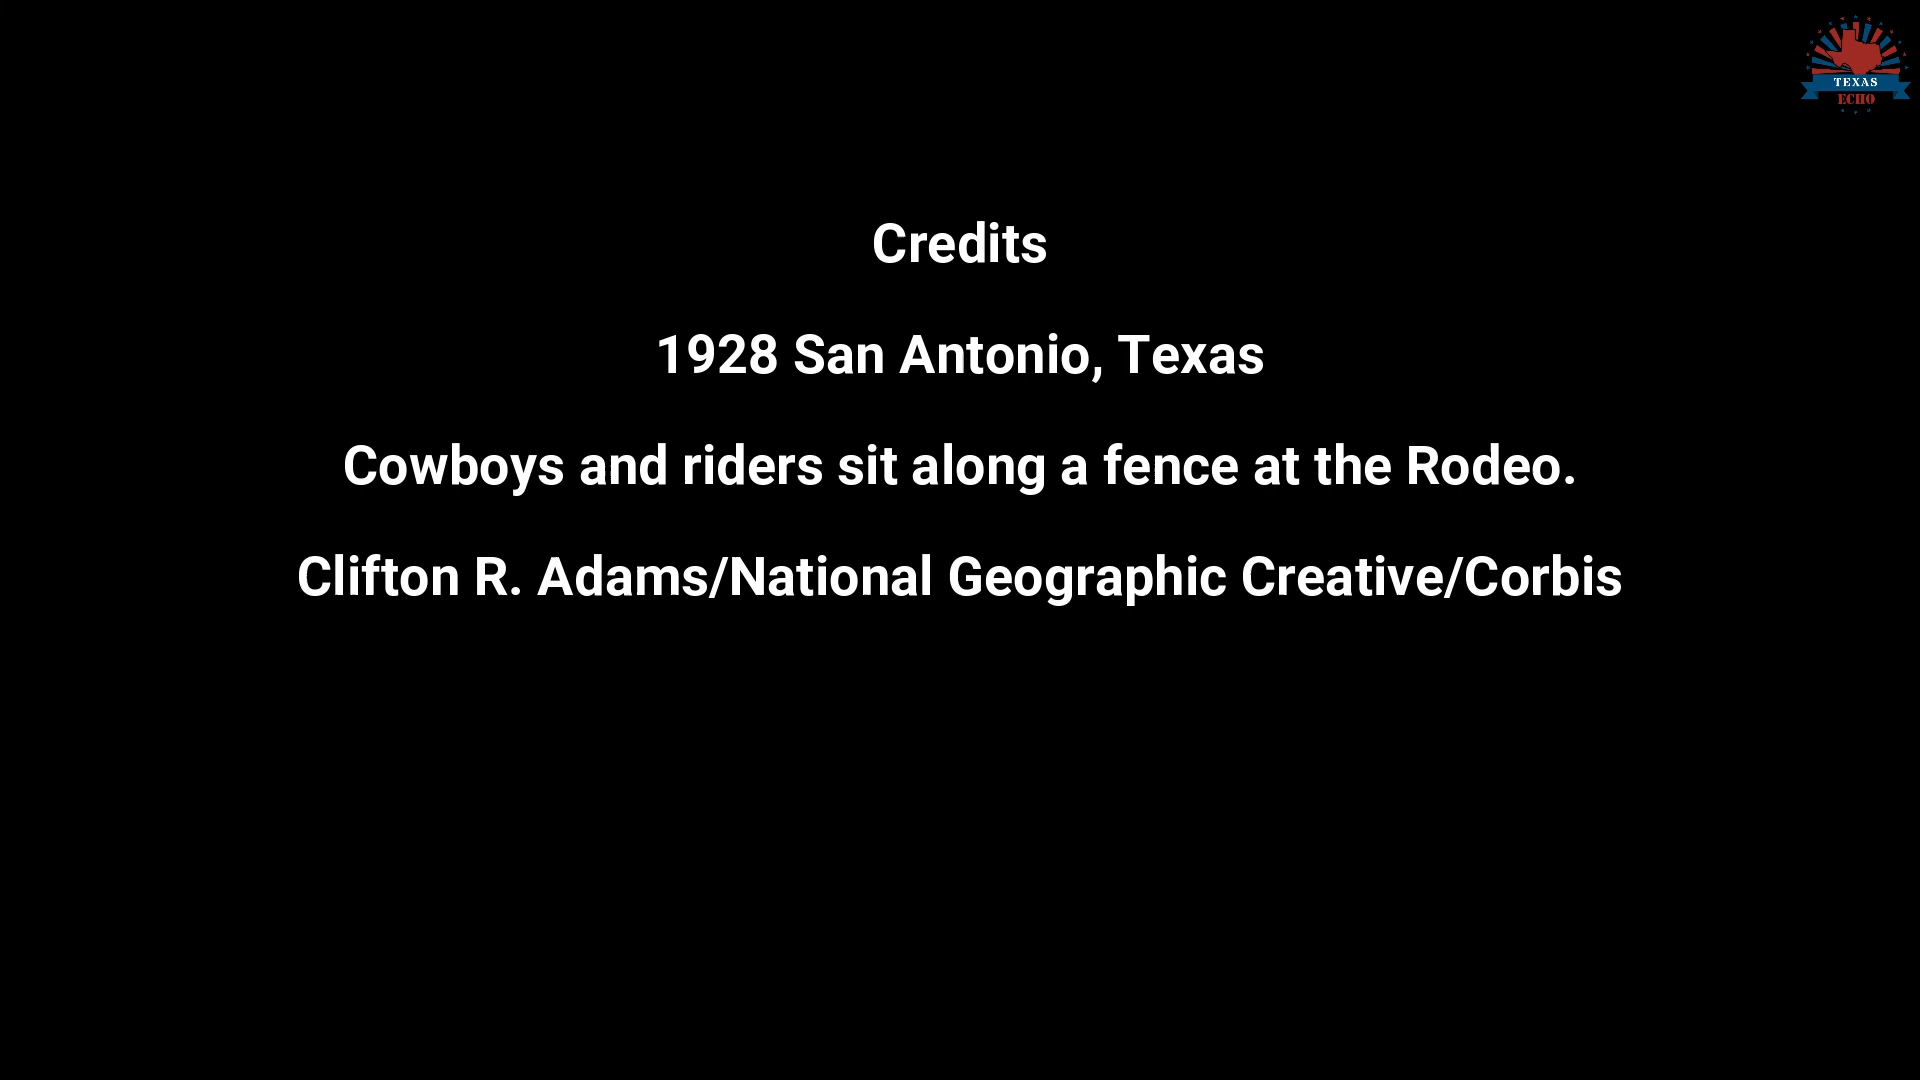 TEXAS
ECHO
Credits
1928 San Antonio, Texas
Cowboys and riders sit along a fence at the Rodeo.
Clifton R. Adams/National Geographic Creative/Corbis